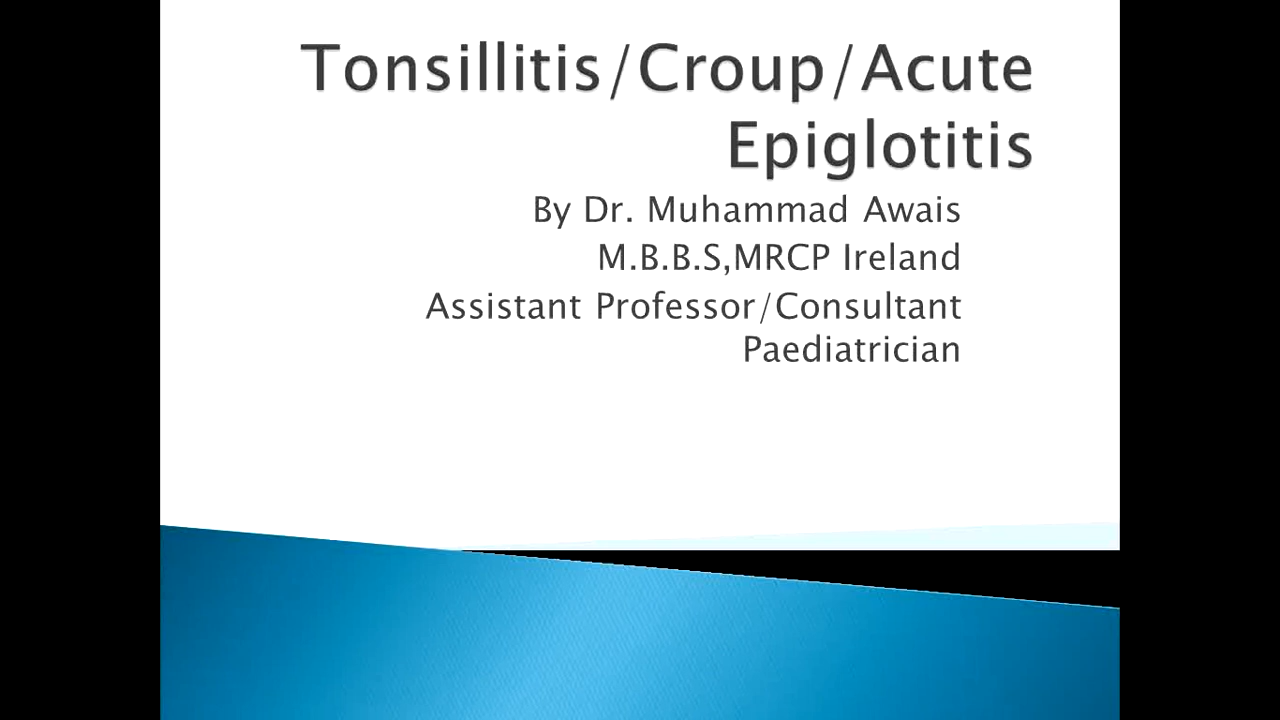 Tonsillitis/Croup/Acute
Epiglotitis
By Dr. Muhammad Awais
M.B.B.S,MRCP Ireland
Assistant Professor/Consultant
Paediatrician